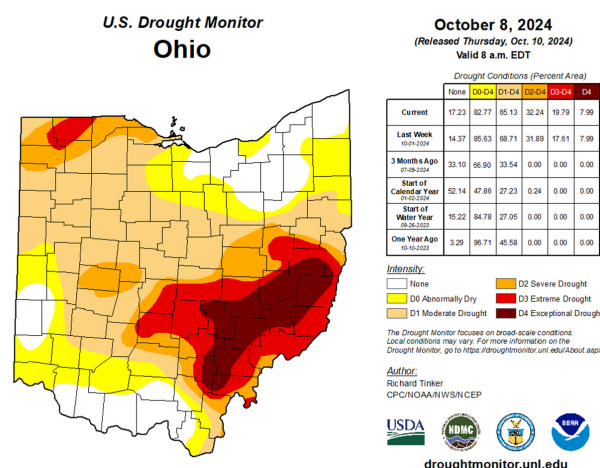 U.S. Drought Monitor
Ohio
October 8, 2024
(Released Thursday, Oct. 10, 2024)
Valid 8 a.m. EDT
Drought Conditions (Percent Area)
None D0-D4 D1-D4 D2-D4 D3-D4 D4
Current 17.23 82.77 65.13 32.24 19.79 7.99
Last Week 14.37 85.63 68.71 31.89 17.61 7.99
10-01-2024
3 Months Ago 33.10 66.90 33.54 0.00 0.00 0.00
07-09-2024
Start of Calendar Year 52.14 47.86 27.23 0.24 0.00 0.00
01-02-2024
Start of Water Year 15.22 84.78 27.05 0.00 0.00 0.00
09-26-2023
One Year Ago 3.29 96.71 45.58 0.00 0.00 0.00
10-10-2023
Intensity:
None
D0 Abnormally Dry
D1 Moderate Drought
D2 Severe Drought
D3 Extreme Drought
D4 Exceptional Drough
The Drought Monitor focuses on broad-scale conditions.
Local conditions may vary. For more information on the
Drought Monitor, go to https://droughtmonitor.unl.edu/About.asp
Author:
Richard Tinker
CPC/NOAA/NWS/NCEP
USDA
NDMC
NOAA
droughtmonitor.unl.edu